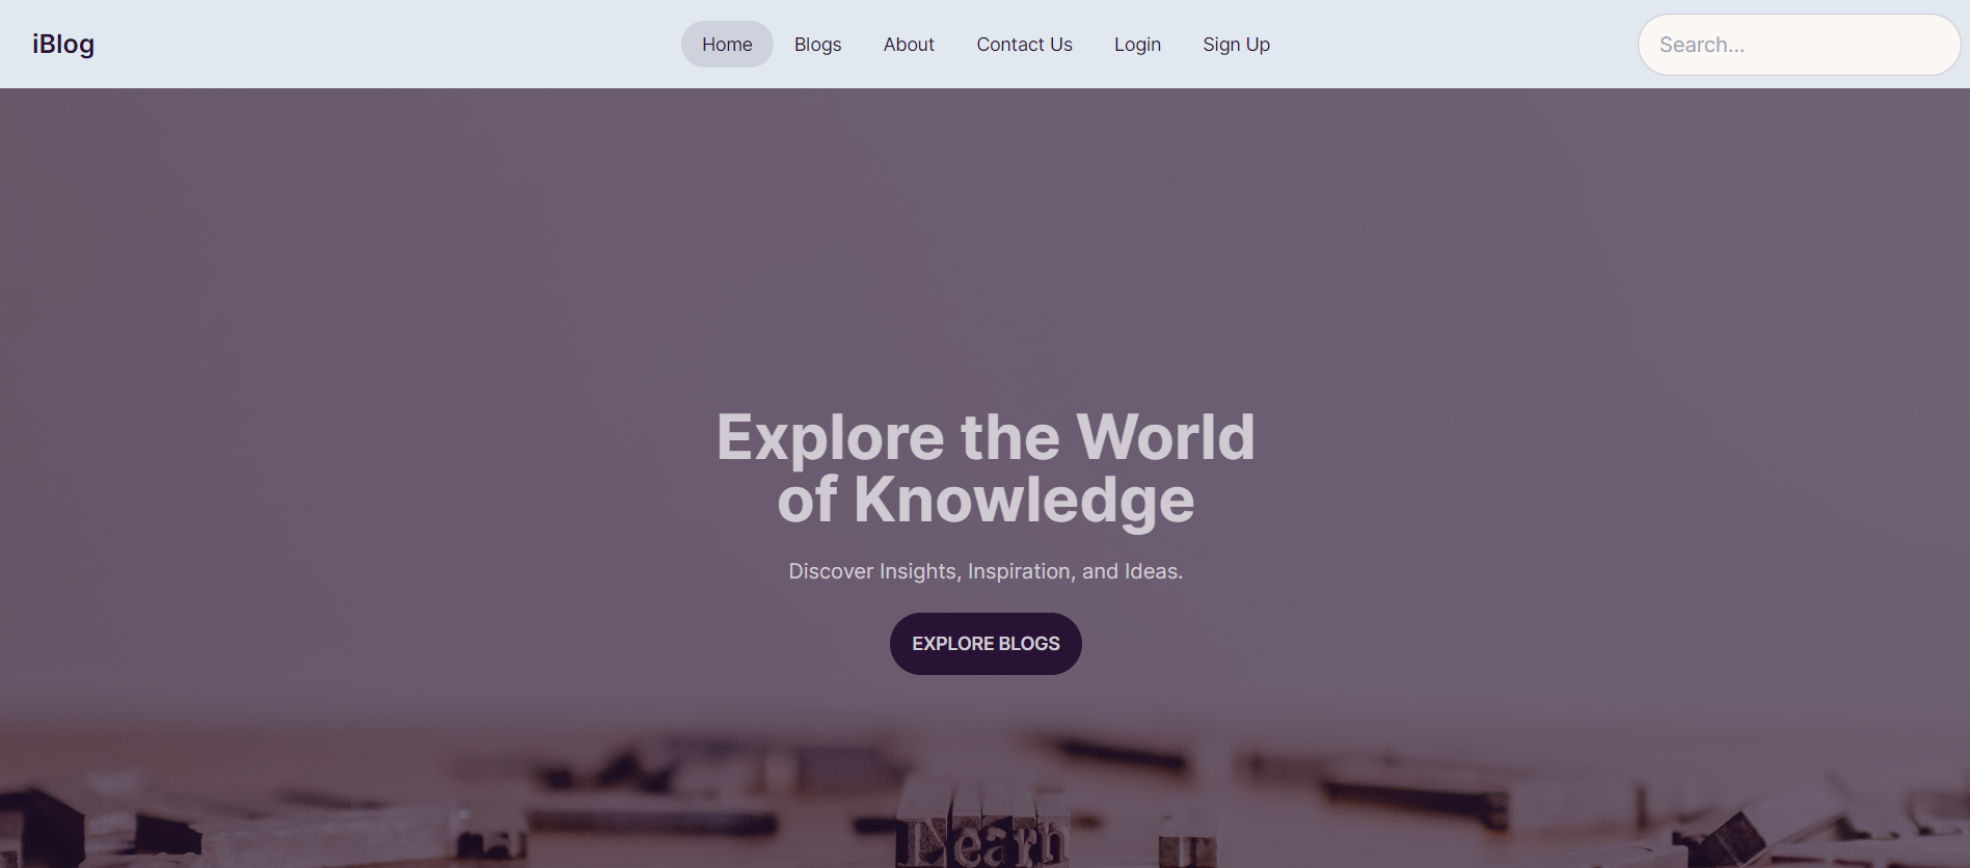 iBlog
Home Blogs About Contact Us Login Sign Up
Search...
Explore the World
of Knowledge
Discover Insights, Inspiration, and Ideas.
EXPLORE BLOGS
Learn